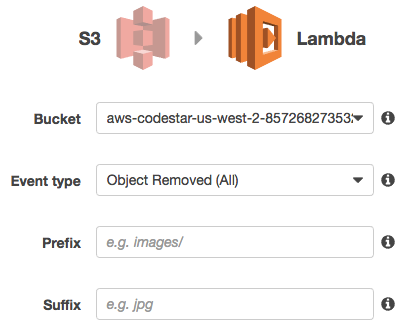 S3
Lambda
Bucket
aws-codestar-us-west-2-85726827353
Event type
Object Removed (All)
Prefix
e.g. images/
Suffix
e.g. jpg